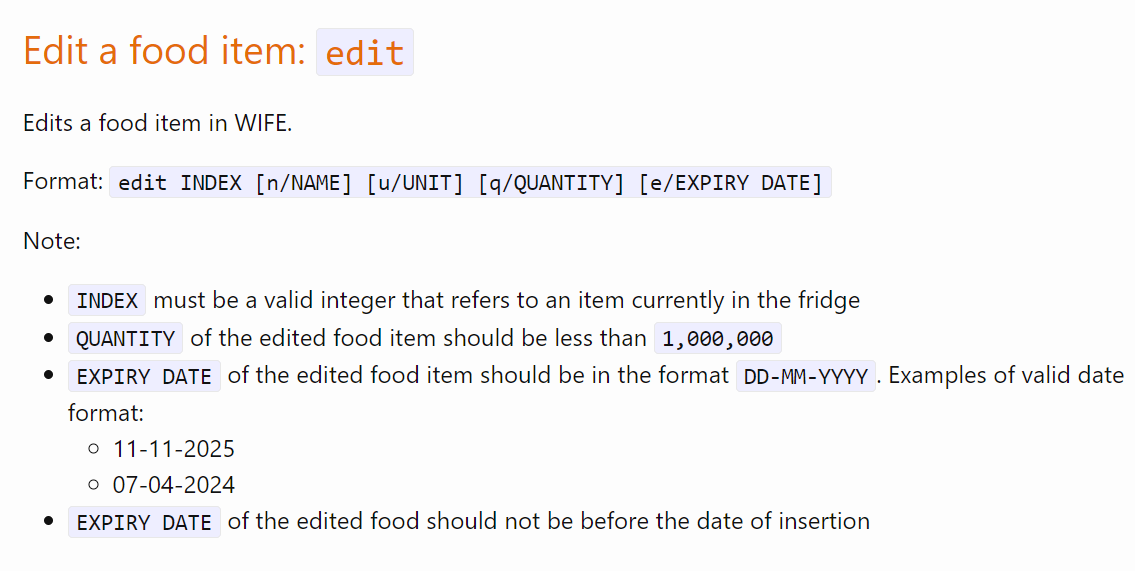 Edit a food item: edit
Edits a food item in WIFE.
Format: edit INDEX [n/NAME] [u/UNIT] [q/QUANTITY] [e/EXPIRY DATE]
Note:
INDEX must be a valid integer that refers to an item currently in the fridge
QUANTITY of the edited food item should be less than 1,000,000
EXPIRY DATE of the edited food item should be in the format DD-MM-YYYY. Examples of valid date
format:
11-11-2025
07-04-2024
EXPIRY DATE of the edited food should not be before the date of insertion